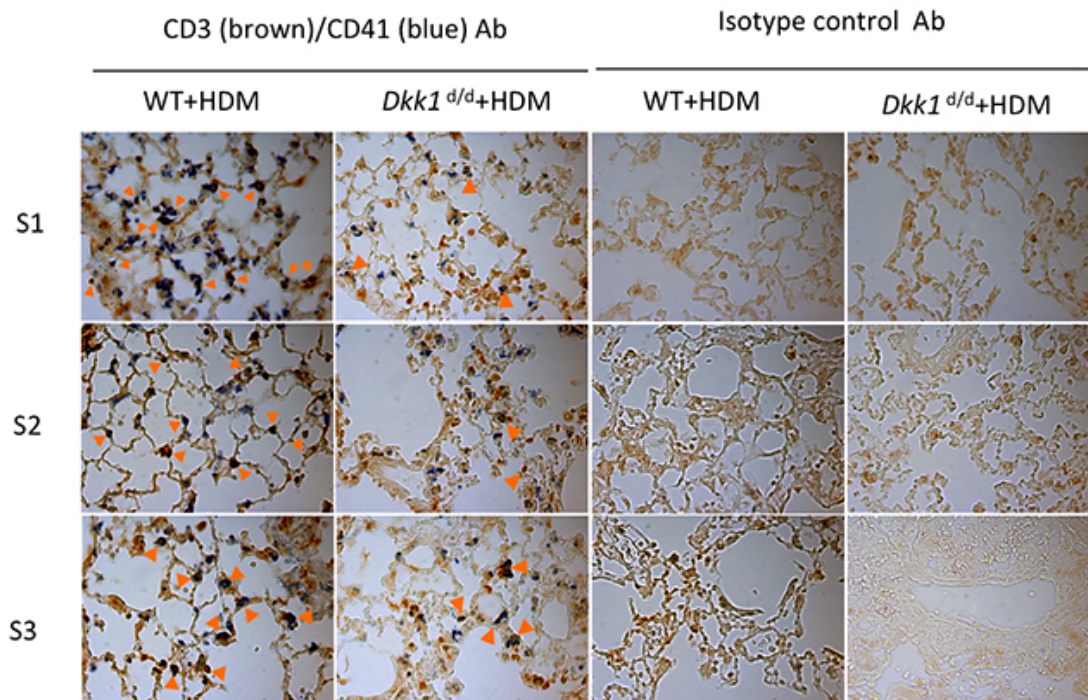 CD3 (brown)/CD41 (blue) Ab
Isotype control Ab
WT+HDM
Dkk1 d/d+HDM
WT+HDM
Dkk1 d/d+HDM
S1
S2
S3